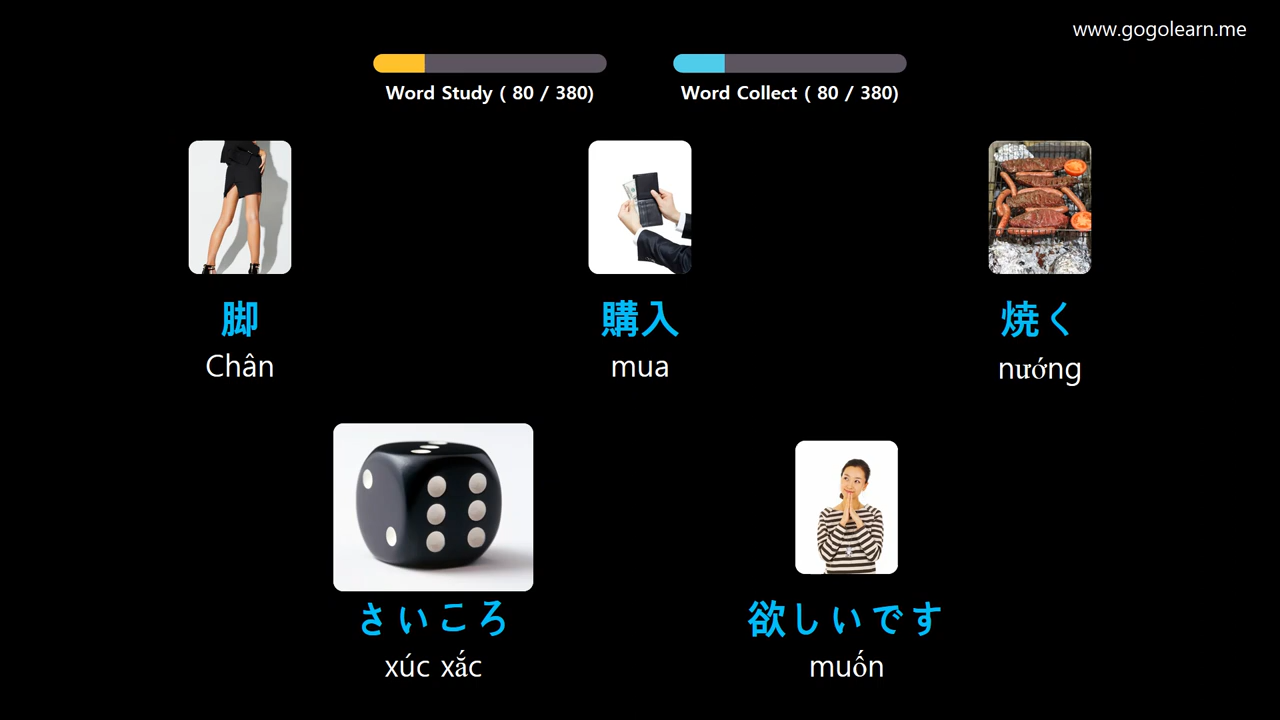 www.gogolearn.me
Word Study ( 80 / 380)
Word Collect ( 80 / 380)
脚
Chân
購入
mua
焼く
nướng
さいころ
xúc xắc
欲しいです
muốn